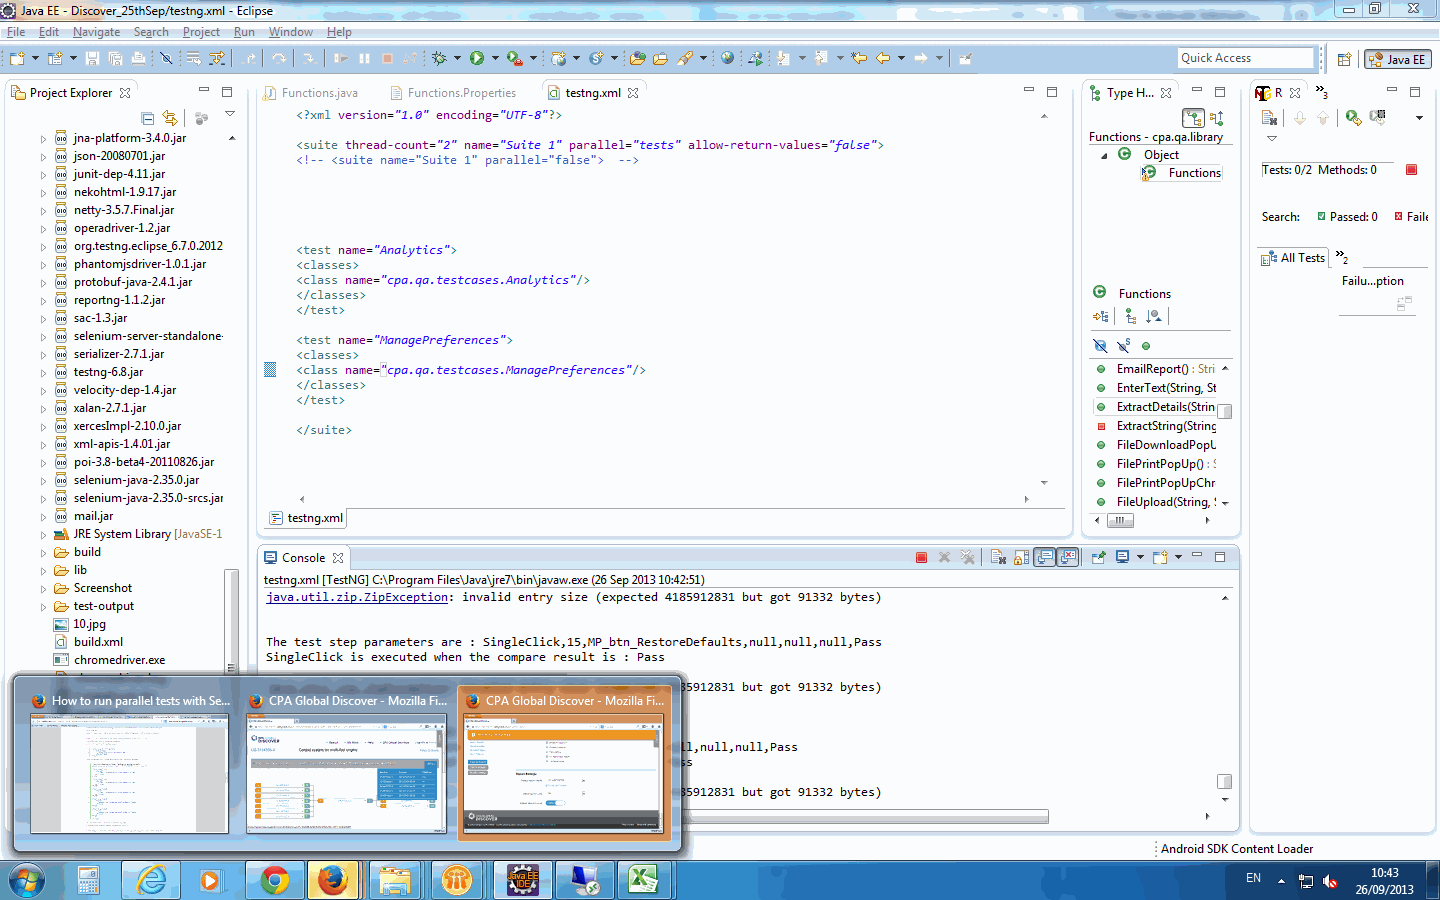 Java EE - Discover_25thSep/testng.xml - Eclipse
File Edit Navigate Search Project Run Window Help
Quick Access
Java EE
Project Explorer
jna-platform-3.4.0.jar
json-20080701.jar
junit-dep-4.11.jar
nekohtml-1.9.17.jar
netty-3.5.7.Final.jar
operadriver-1.2.jar
org.testng.eclipse_6.7.0.2012
phantomjsdriver-1.0.1.jar
protobuf-java-2.4.1.jar
reportng-1.1.2.jar
sac-1.3.jar
selenium-server-standalone-
serializer-2.7.1.jar
testng-6.8.jar
velocity-dep-1.4.jar
xalan-2.7.1.jar
xercesImpl-2.10.0.jar
xml-apis-1.4.01.jar
poi-3.8-beta4-20110826.jar
selenium-java-2.35.0.jar
selenium-java-2.35.0-srcs.jar
mail.jar
JRE System Library [JavaSE-1
build
lib
Screenshot
test-output
10.jpg
build.xml
chromedriver.exe
Functions.java Functions.Properties testng.xml
<?xml version="1.0" encoding="UTF-8"?>
<suite thread-count="2" name="Suite 1" parallel="tests" allow-return-values="false">
<!-- <suite name="Suite 1" parallel="false"> -->
<test name="Analytics">
<classes>
<class name="cpa.qa.testcases.Analytics"/>
</classes>
</test>
<test name="ManagePreferences">
<classes>
<class name="cpa.qa.testcases.ManagePreferences"/>
</classes>
</test>
</suite>
testng.xml
Type H...
Functions - cpa.qa.library
Object
Functions
Functions
EmailReport() : Stri
EnterText(String, St
ExtractDetails(Strin
ExtractString(String
FileDownloadPopU
FilePrintPopUp() : S
FilePrintPopUpChr
FileUpload(String, S
R
3
Tests: 0/2 Methods: 0
Search: Passed: 0 Faile
All Tests
2
Failu...ption
Console
testng.xml [TestNG] C:\Program Files\Java\jre7\bin\javaw.exe (26 Sep 2013 10:42:51)
java.util.zip.ZipException: invalid entry size (expected 4185912831 but got 91332 bytes)
The test step parameters are : SingleClick,15,MP_btn_RestoreDefaults,null,null,null,Pass
SingleClick is executed when the compare result is : Pass
85912831 but got 91332 bytes)
ll,null,null,Pass
ss
85912831 but got 91332 bytes)
How to run parallel tests with Se...
CPA Global Discover - Mozilla Fi...
CPA Global Discover - Mozilla Fi...
DISCOVER
DISCOVER
Android SDK Content Loader
Java EE
IDE
EN
10:43
26/09/2013